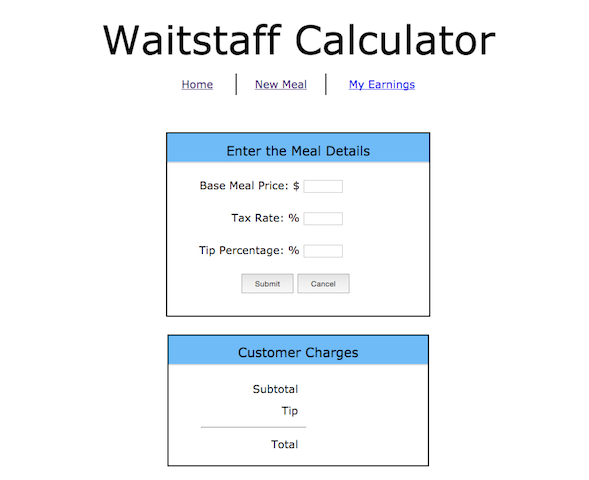 Waitstaff Calculator
Home New Meal My Earnings
Enter the Meal Details
Base Meal Price: $
Tax Rate: %
Tip Percentage: %
Submit Cancel
Customer Charges
Subtotal
Tip
Total